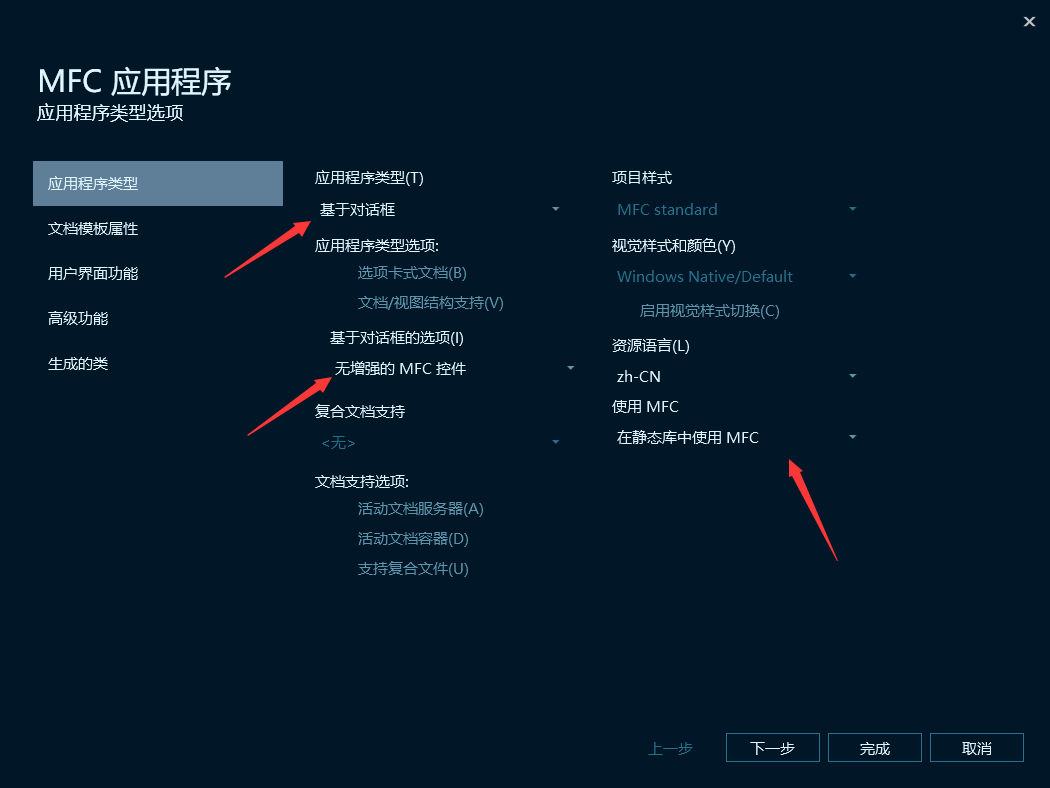 MFC 应用程序
应用程序类型选项
应用程序类型
文档模板属性
用户界面功能
高级功能
生成的类
应用程序类型(T)
基于对话框
应用程序类型选项:
选项卡式文档(B)
文档/视图结构支持(V)
基于对话框的选项(I)
无增强的 MFC 控件
复合文档支持
<无>
文档支持选项:
活动文档服务器(A)
活动文档容器(D)
支持复合文件(U)
项目样式
MFC standard
视觉样式和颜色(Y)
Windows Native/Default
启用视觉样式切换(C)
资源语言(L)
zh-CN
使用 MFC
在静态库中使用 MFC
上一步
下一步
完成
取消